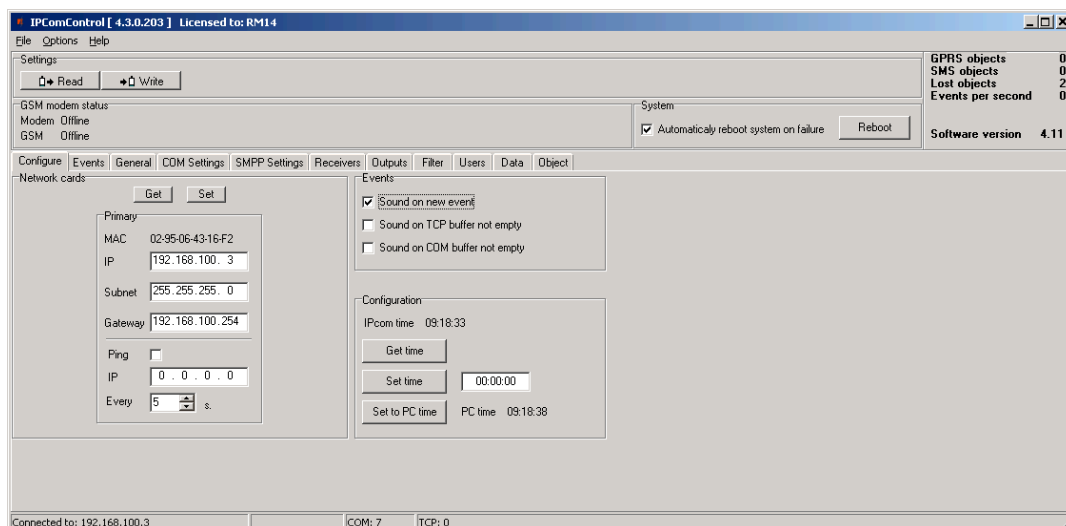 IPComControl [ 4.3.0.203 ] Licensed to: RM14
File Options Help
Settings
Read Write
GSM modem status
Modem Offline
GSM Offline
System
Automaticaly reboot system on failure Reboot
GPRS objects 0
SMS objects 0
Lost objects 2
Events per second 0
Software version 4.11
Configure Events General COM Settings SMPP Settings Receivers Outputs Filter Users Data Object
Network cards
Get Set
Primary
MAC 02-95-06-43-16-F2
IP 192.168.100. 3
Subnet 255.255.255. 0
Gateway 192.168.100.254
Ping
IP 0 . 0 . 0 . 0
Every 5 s.
Events
Sound on new event
Sound on TCP buffer not empty
Sound on COM buffer not empty
Configuration
IPcom time 09:18:33
Get time
Set time 00:00:00
Set to PC time PC time 09:18:38
Connected to: 192.168.100.3 COM: 7 TCP: 0